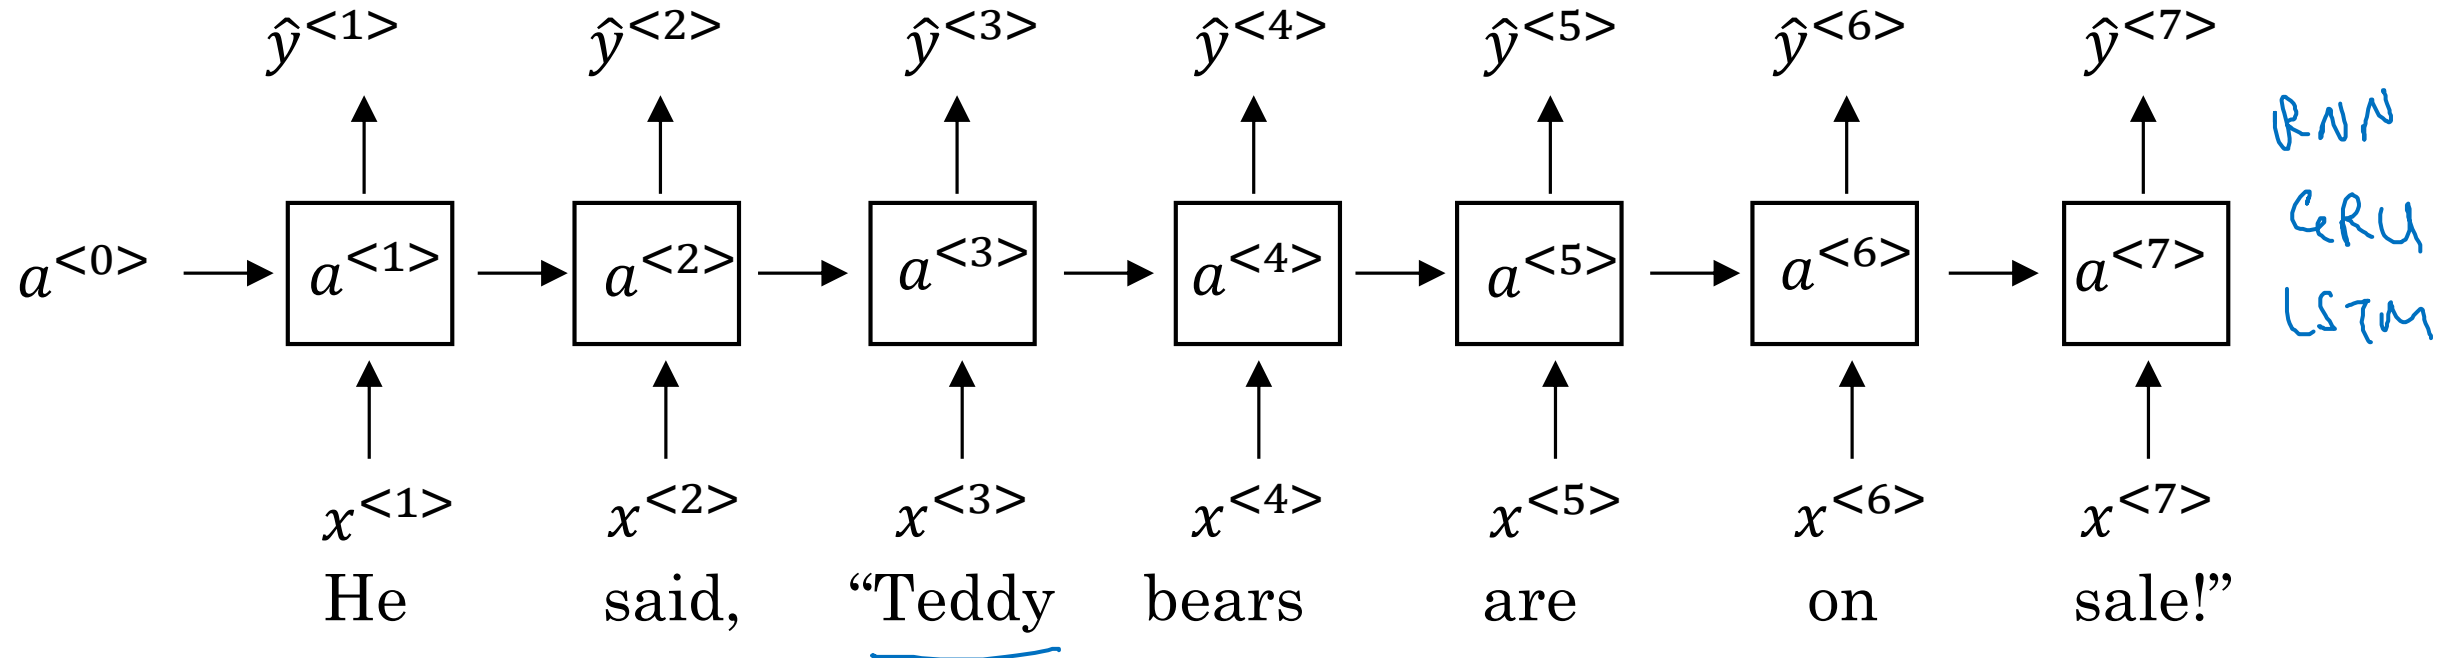 ŷ<1> ŷ<2> ŷ<3> ŷ<4> ŷ<5> ŷ<6> ŷ<7>
RNN
GRU
LSTM
a<0> a<1> a<2> a<3> a<4> a<5> a<6> a<7>
x<1> x<2> x<3> x<4> x<5> x<6> x<7>
He said, “Teddy bears are on sale!”